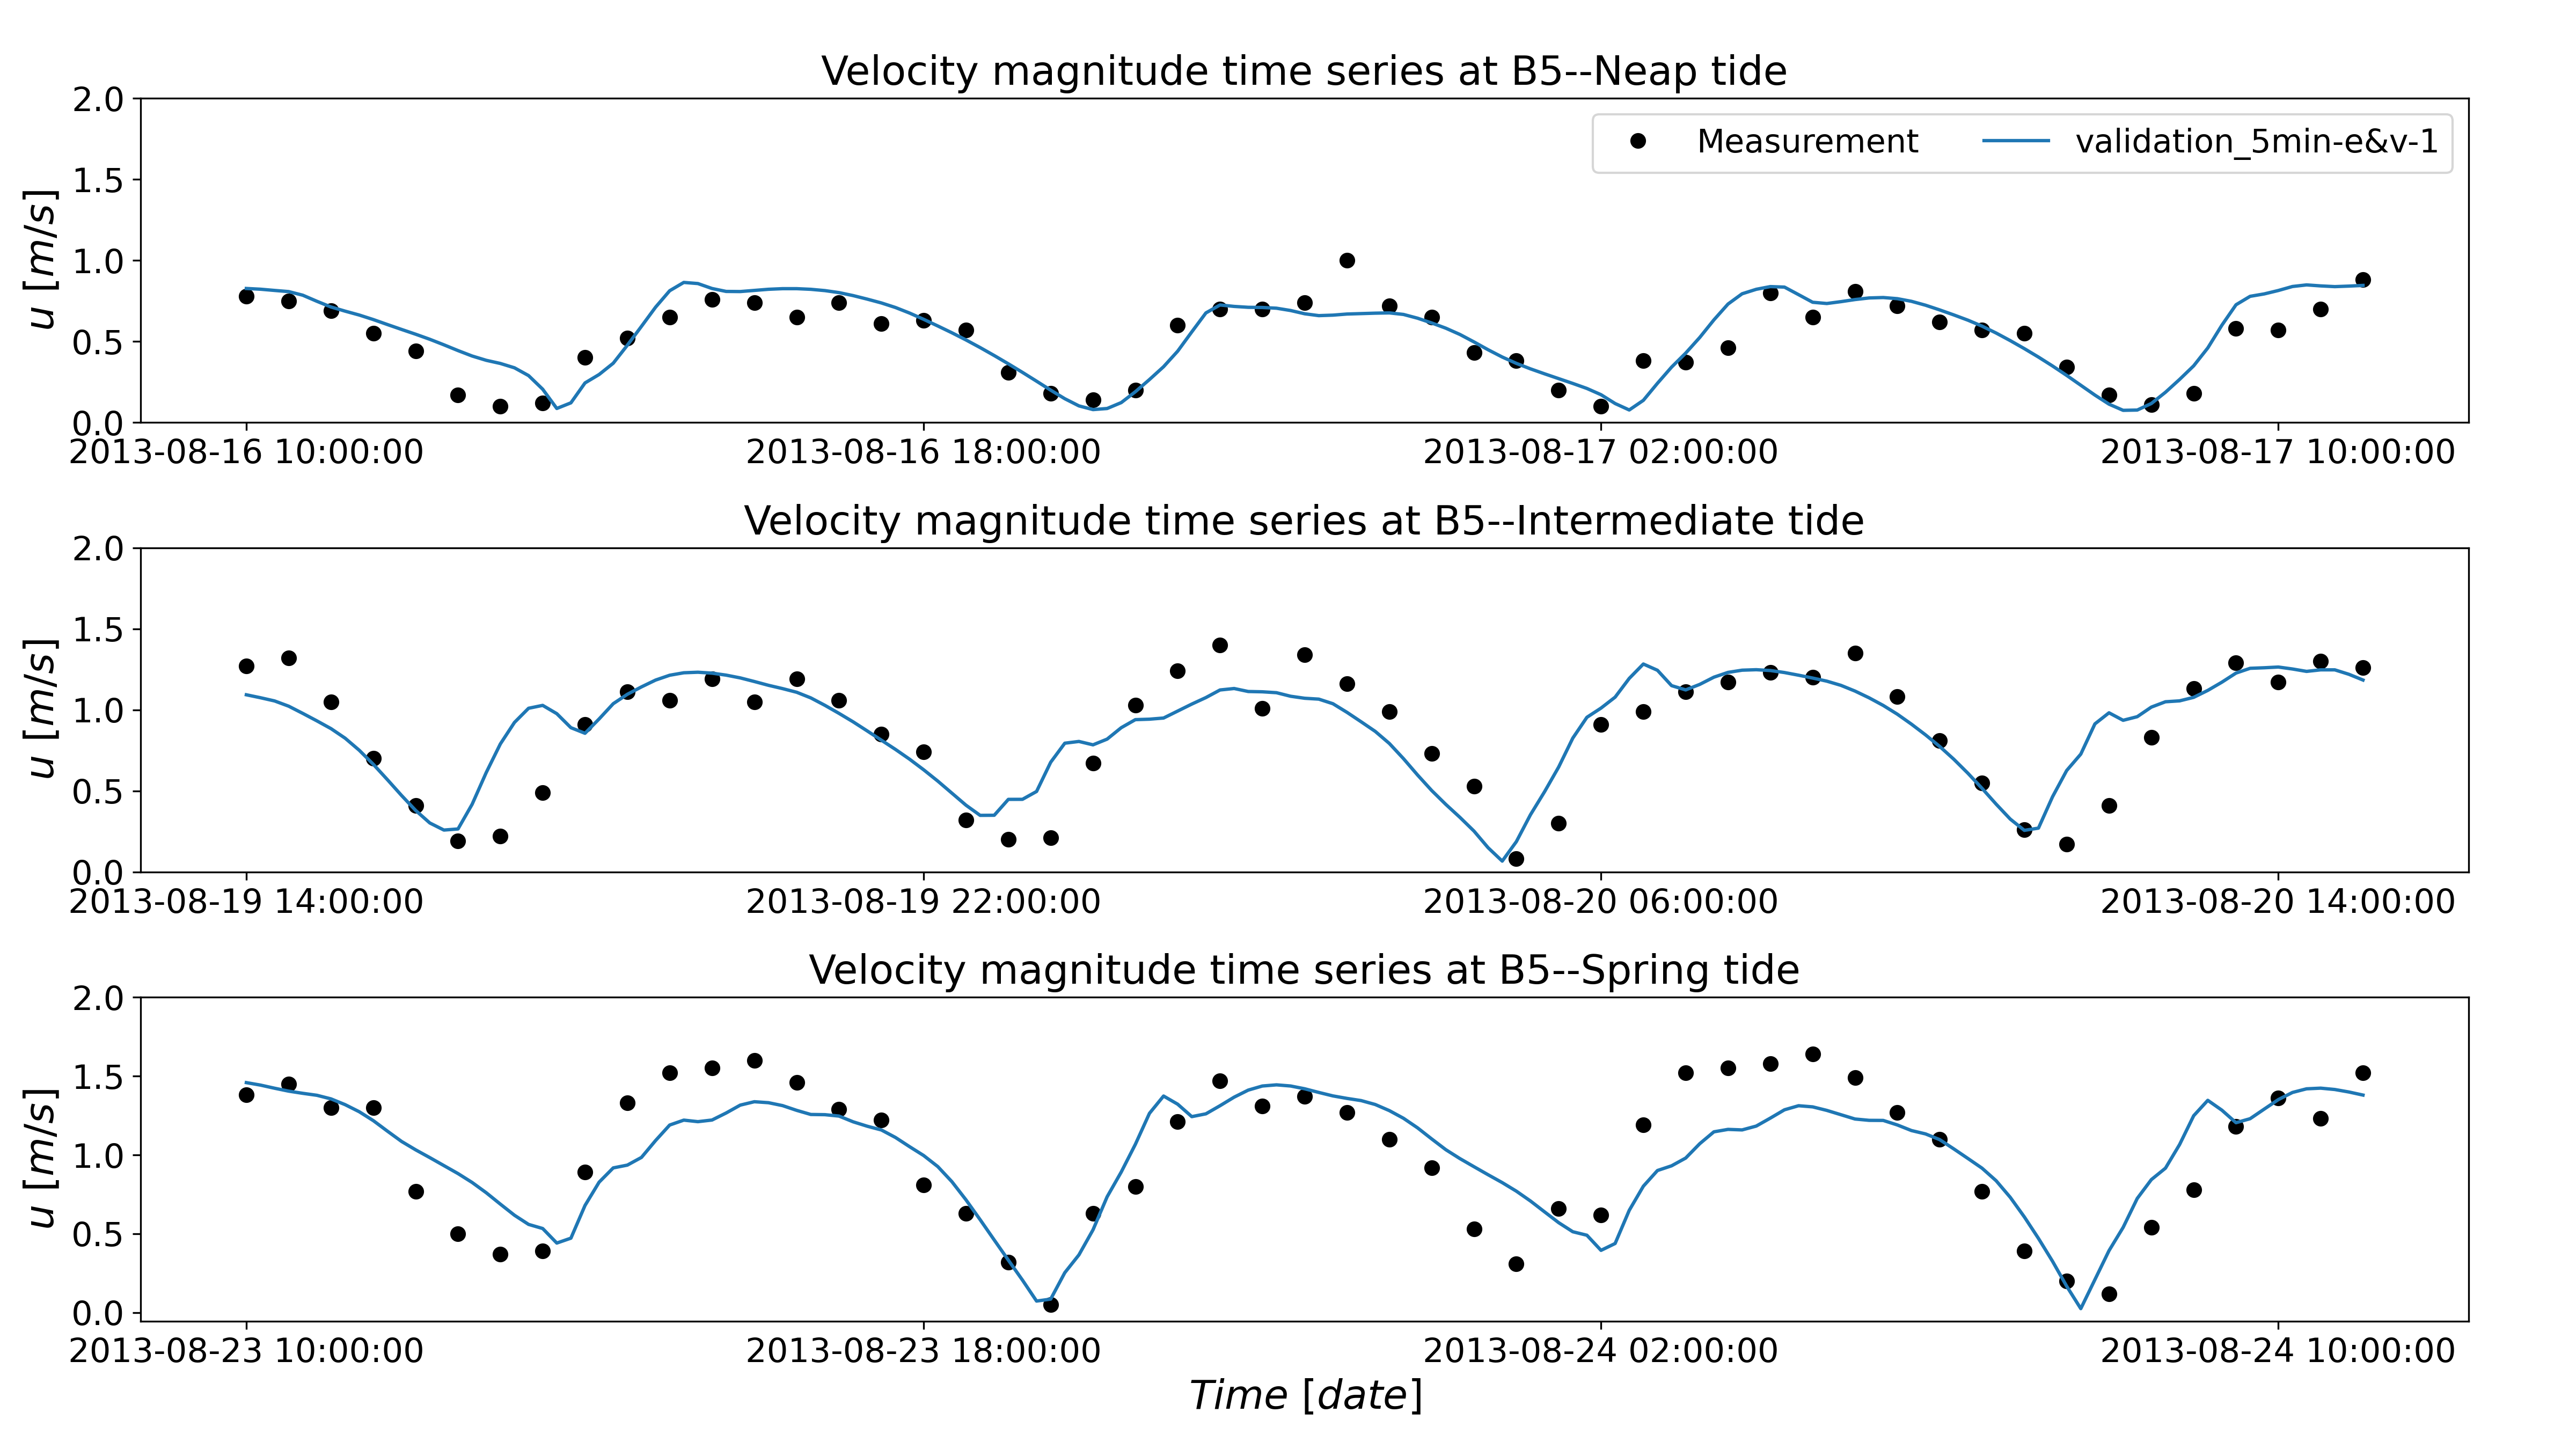 Velocity magnitude time series at B5--Neap tide
2.0
1.5
1.0
0.5
0.0
u [m/s]
Measurement validation_5min-e&v-1
2013-08-16 10:00:00 2013-08-16 18:00:00 2013-08-17 02:00:00 2013-08-17 10:00:00
Velocity magnitude time series at B5--Intermediate tide
2.0
1.5
1.0
0.5
0.0
u [m/s]
2013-08-19 14:00:00 2013-08-19 22:00:00 2013-08-20 06:00:00 2013-08-20 14:00:00
Velocity magnitude time series at B5--Spring tide
2.0
1.5
1.0
0.5
0.0
u [m/s]
2013-08-23 10:00:00 2013-08-23 18:00:00 2013-08-24 02:00:00 2013-08-24 10:00:00
Time [date]